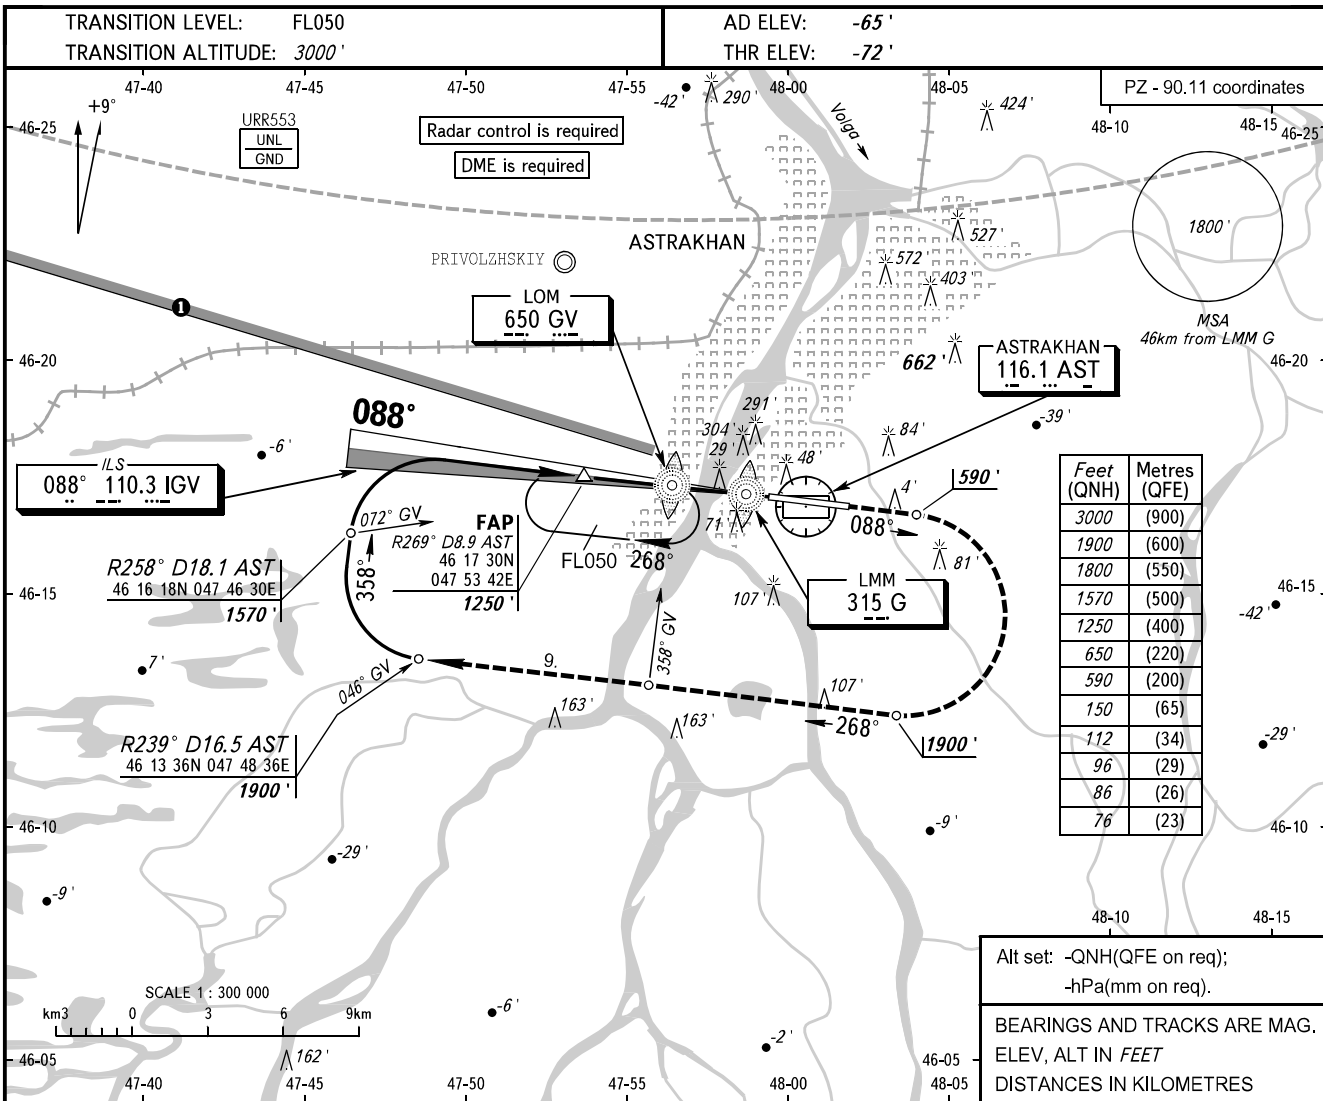 TRANSITION LEVEL: FL050
TRANSITION ALTITUDE: 3000 '
AD ELEV: -65 '
THR ELEV: -72 '
47-40 47-45 47-50 47-55 48-00 48-05
PZ - 90.11 coordinates
+9°
46-25
URR553
UNL
GND
Radar control is required
DME is required
-42 '
290 '
Volga
424 '
48-10
48-15
46-25
1800 '
MSA
46km from LMM G
PRIVOLZHSKIY
ASTRAKHAN
527 '
572 '
403 '
662 '
LOM
650 GV
1
46-20
46-20
ASTRAKHAN
116.1 AST
088°
-6 '
ILS
088° 110.3 IGV
291 '
304 '
29 '
48 '
84 '
-39 '
4 '
590 '
71 '
088°
81 '
072° GV
358°
FAP
R269° D8.9 AST
46 17 30N
047 53 42E
1250 '
FL050 268°
R258° D18.1 AST
46 16 18N 047 46 30E
1570 '
46-15
46-15
LMM
315 G
107 '
-42 '
358° GV
9.
7 '
046° GV
163 '
163 '
107 '
268°
1900 '
R239° D16.5 AST
46 13 36N 047 48 36E
1900 '
-29 '
Feet (QNH) Metres (QFE)
3000 (900)
1900 (600)
1800 (550)
1570 (500)
1250 (400)
650 (220)
590 (200)
150 (65)
112 (34)
96 (29)
86 (26)
76 (23)
46-10
46-10
-29 '
-9 '
-9 '
48-10
48-15
Alt set: -QNH(QFE on req);
-hPa(mm on req).
SCALE 1 : 300 000
km3 0 3 6 9km
-6 '
-2 '
162 '
46-05
46-05
47-40 47-45 47-50 47-55 48-00 48-05
BEARINGS AND TRACKS ARE MAG.
ELEV, ALT IN FEET
DISTANCES IN KILOMETRES